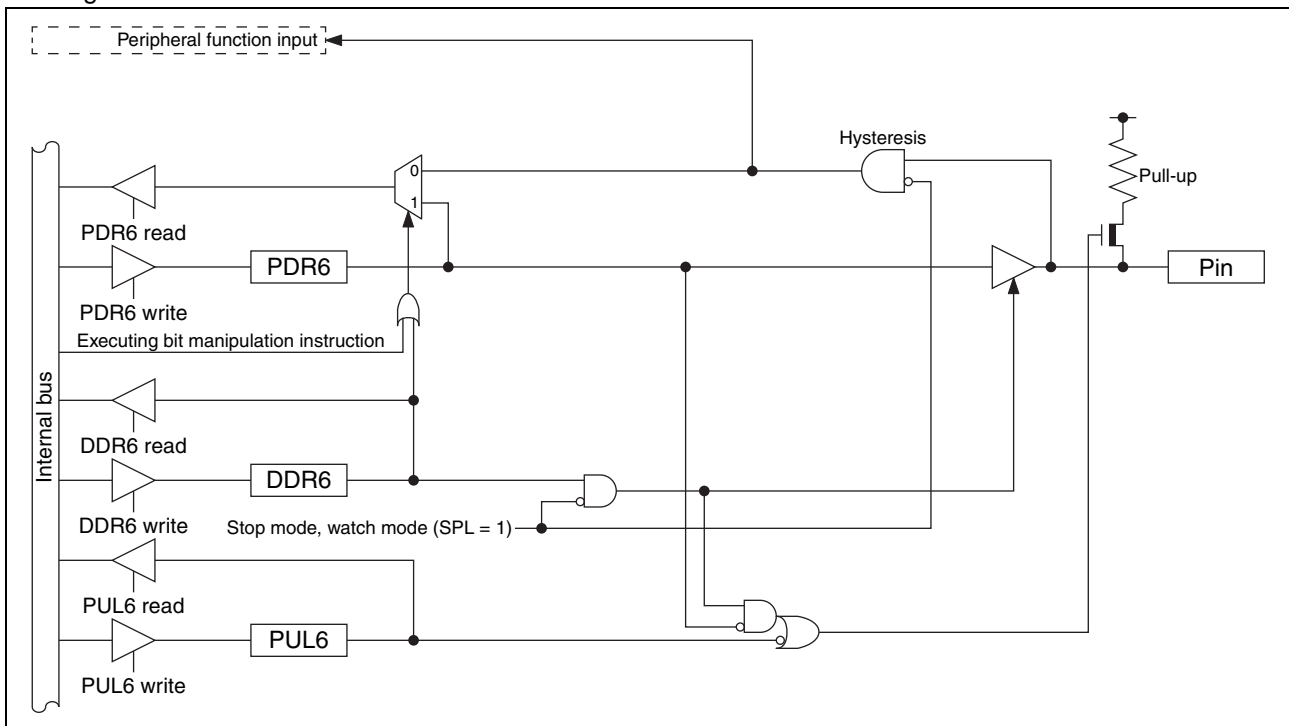 Peripheral function input
Hysteresis
Pull-up
0
1
PDR6 read
PDR6
Pin
PDR6 write
Executing bit manipulation instruction
Internal bus
DDR6 read
DDR6
DDR6 write
Stop mode, watch mode (SPL = 1)
PUL6 read
PUL6
PUL6 write